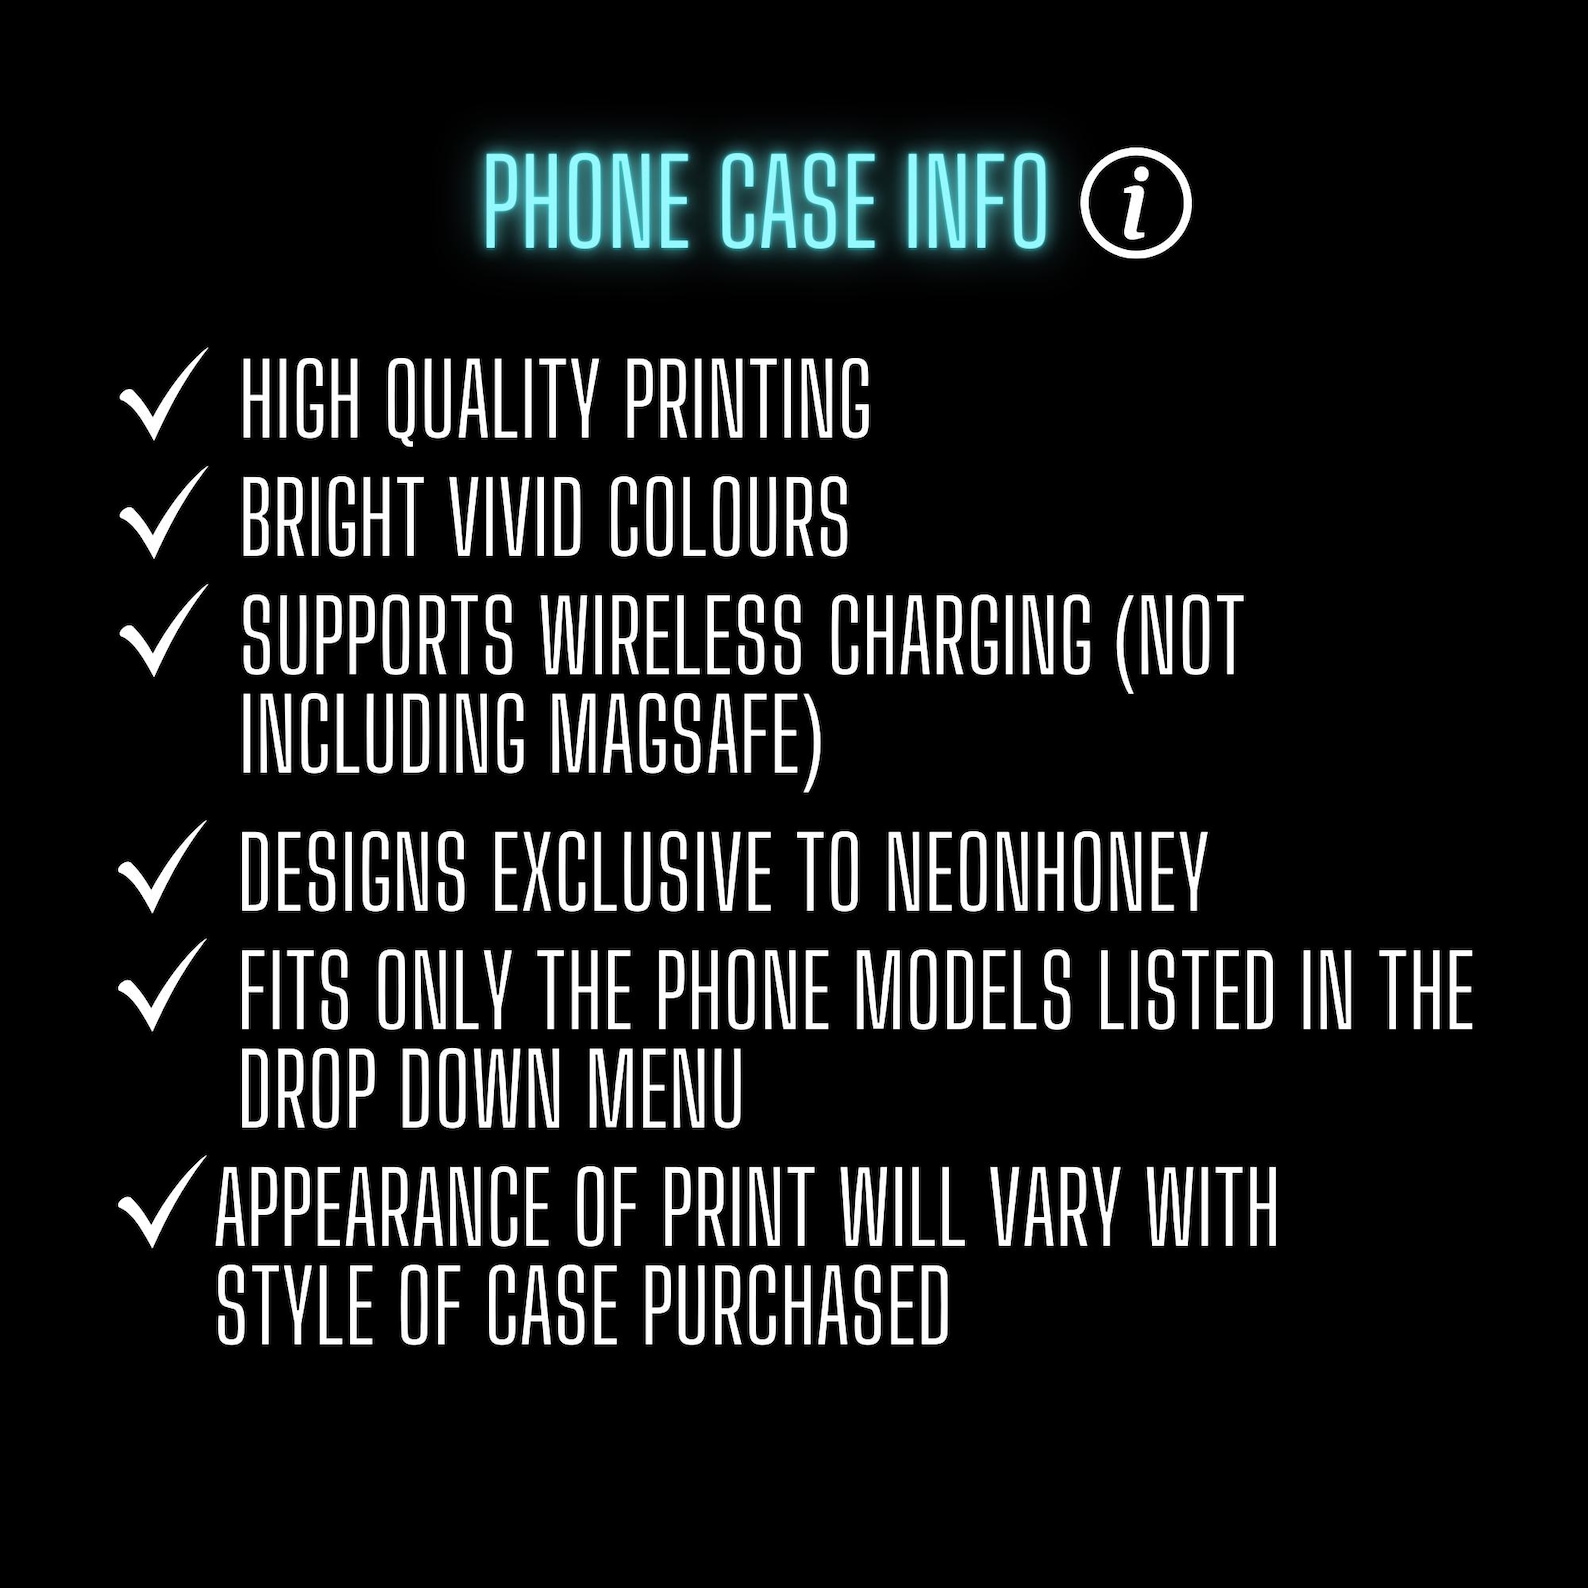 PHONE CASE INFO i
✓ HIGH QUALITY PRINTING
✓ BRIGHT VIVID COLOURS
✓ SUPPORTS WIRELESS CHARGING (NOT
INCLUDING MAGSAFE)
✓ DESIGNS EXCLUSIVE TO NEONHONEY
✓ FITS ONLY THE PHONE MODELS LISTED IN THE
DROP DOWN MENU
✓ APPEARANCE OF PRINT WILL VARY WITH
STYLE OF CASE PURCHASED